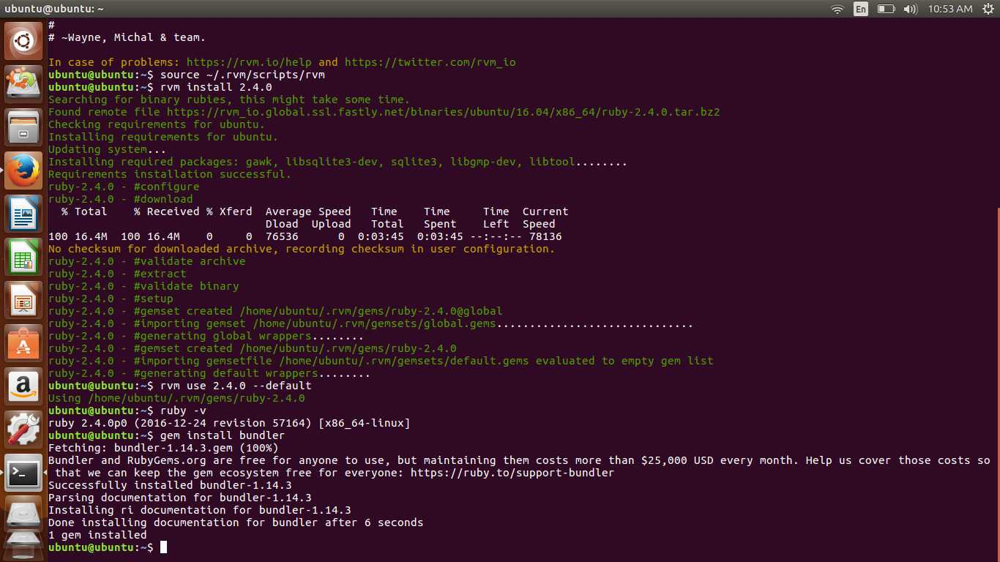 ubuntu@ubuntu: ~
En
10:53 AM
#
# ~Wayne, Michal & team.
In case of problems: https://rvm.io/help and https://twitter.com/rvm_io
ubuntu@ubuntu:~$ source ~/.rvm/scripts/rvm
ubuntu@ubuntu:~$ rvm install 2.4.0
Searching for binary rubies, this might take some time.
Found remote file https://rvm_io.global.ssl.fastly.net/binaries/ubuntu/16.04/x86_64/ruby-2.4.0.tar.bz2
Checking requirements for ubuntu.
Installing requirements for ubuntu.
Updating system...
Installing required packages: gawk, libsqlite3-dev, sqlite3, libgmp-dev, libtool........
Requirements installation successful.
ruby-2.4.0 - #configure
ruby-2.4.0 - #download
  % Total    % Received % Xferd  Average Speed   Time    Time     Time  Current
                                 Dload  Upload   Total   Spent    Left  Speed
100 16.4M  100 16.4M    0     0  76536      0  0:03:45  0:03:45 --:--:-- 78136
No checksum for downloaded archive, recording checksum in user configuration.
ruby-2.4.0 - #validate archive
ruby-2.4.0 - #extract
ruby-2.4.0 - #validate binary
ruby-2.4.0 - #setup
ruby-2.4.0 - #gemset created /home/ubuntu/.rvm/gems/ruby-2.4.0@global
ruby-2.4.0 - #importing gemset /home/ubuntu/.rvm/gemsets/global.gems..............................
ruby-2.4.0 - #generating global wrappers........
ruby-2.4.0 - #gemset created /home/ubuntu/.rvm/gems/ruby-2.4.0
ruby-2.4.0 - #importing gemsetfile /home/ubuntu/.rvm/gemsets/default.gems evaluated to empty gem list
ruby-2.4.0 - #generating default wrappers........
ubuntu@ubuntu:~$ rvm use 2.4.0 --default
Using /home/ubuntu/.rvm/gems/ruby-2.4.0
ubuntu@ubuntu:~$ ruby -v
ruby 2.4.0p0 (2016-12-24 revision 57164) [x86_64-linux]
ubuntu@ubuntu:~$ gem install bundler
Fetching: bundler-1.14.3.gem (100%)
Bundler and RubyGems.org are free for anyone to use, but maintaining them costs more than $25,000 USD every month. Help us cover those costs so
 that we can keep the gem ecosystem free for everyone: https://ruby.to/support-bundler
Successfully installed bundler-1.14.3
Parsing documentation for bundler-1.14.3
Installing ri documentation for bundler-1.14.3
Done installing documentation for bundler after 6 seconds
1 gem installed
ubuntu@ubuntu:~$